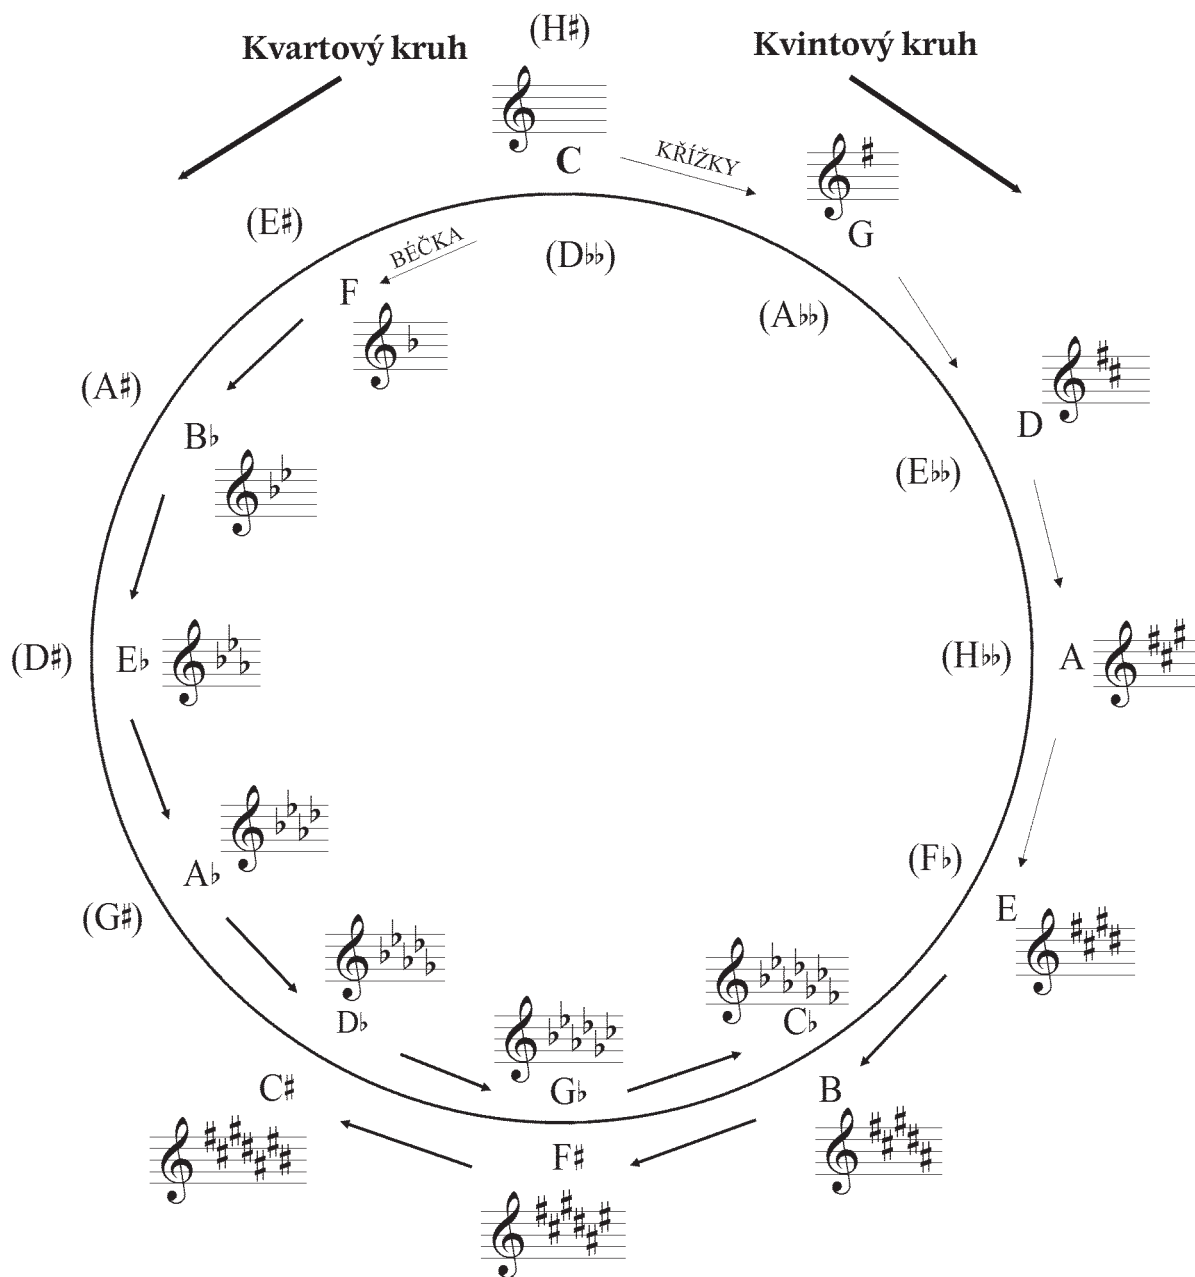 (H♯)
Kvartový kruh
Kvintový kruh
C
KŘÍŽKY
G
(E♯)
BÉČKA
(D♭♭)
F
(A♭♭)
(A♯)
B♭
D
(E♭♭)
(D♯)
E♭
(H♭♭)
A
(F♭)
A♭
E
(G♯)
D♭
C♭
G♭
C♯
B
F♯